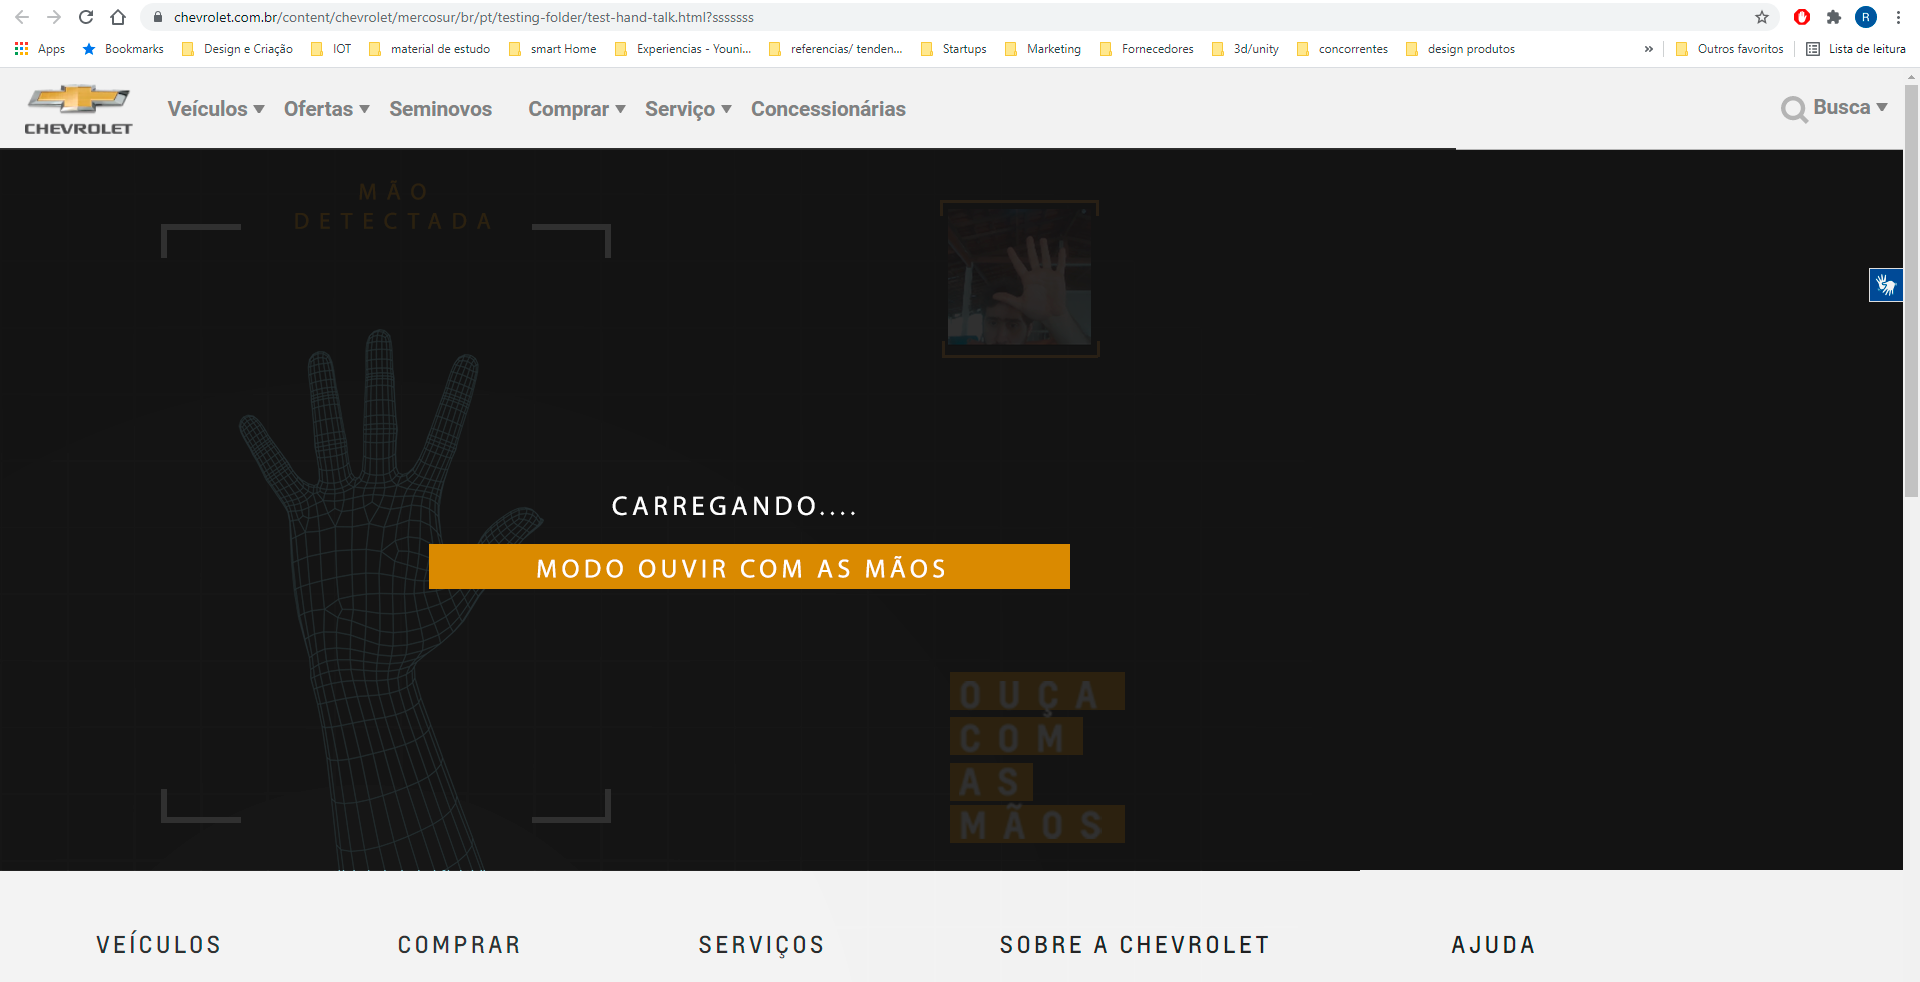 chevrolet.com.br/content/chevrolet/mercosur/br/pt/testing-folder/test-hand-talk.html?sssssss
R
Apps Bookmarks Design e Criação IOT material de estudo smart Home Experiencias - Youni... referencias/ tenden... Startups Marketing Fornecedores 3d/unity concorrentes design produtos » Outros favoritos Lista de leitura
CHEVROLET
Veículos Ofertas Seminovos Comprar Serviço Concessionárias Busca
MÃO
DETECTADA
CARREGANDO....
MODO OUVIR COM AS MÃOS
OUÇA
COM
AS
MÃOS
VEÍCULOS COMPRAR SERVIÇOS SOBRE A CHEVROLET AJUDA